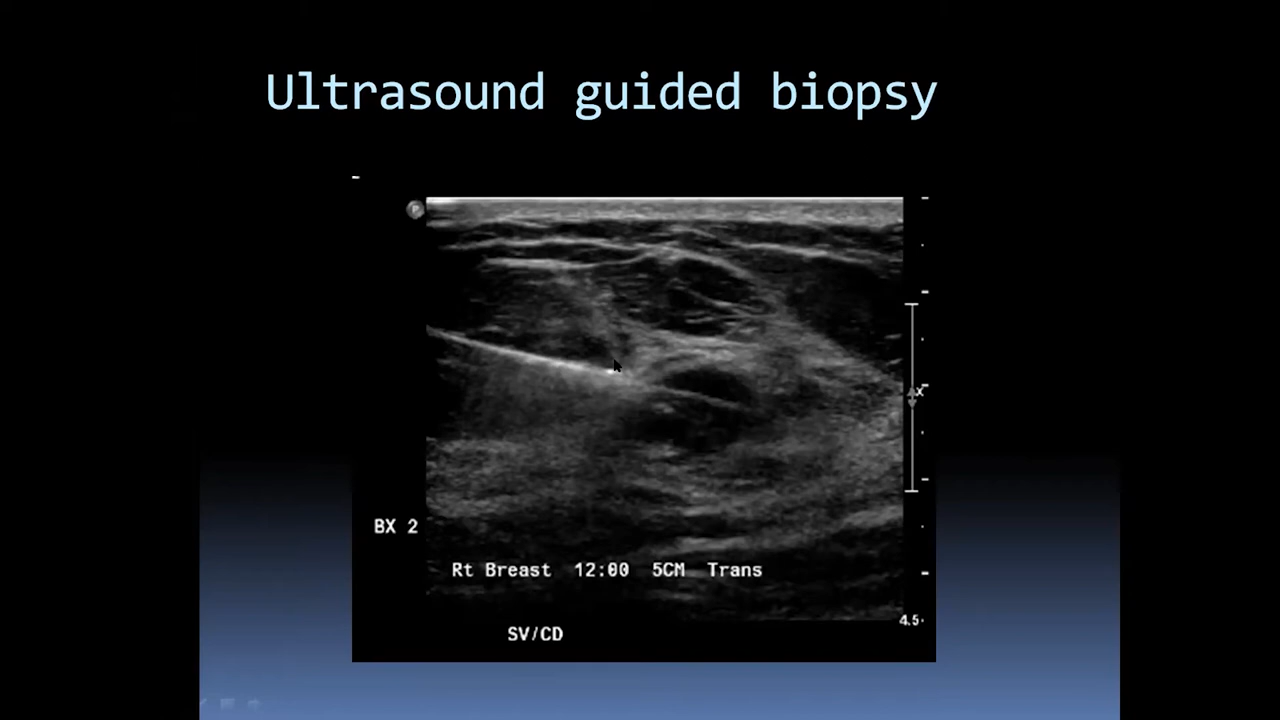 Ultrasound guided biopsy
P
x
BX 2
Rt Breast 12:00 5CM Trans
4.5
SV/CD